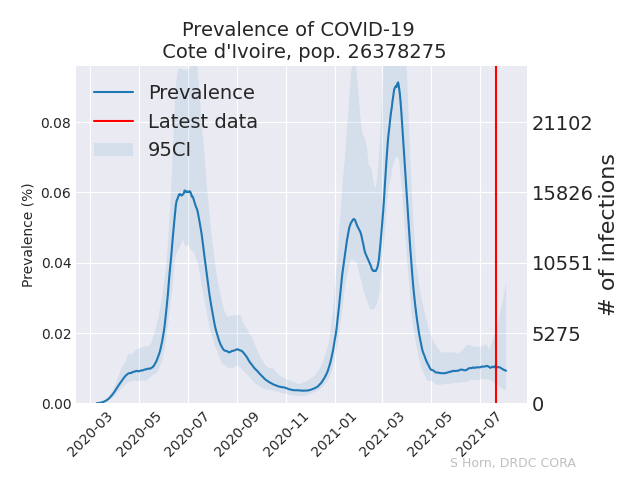 Prevalence of COVID-19
Cote d'Ivoire, pop. 26378275
Prevalence
Latest data
95CI
Prevalence (%)
0.08
0.06
0.04
0.02
0.00
21102
15826
10551
5275
0
# of infections
2020-03
2020-05
2020-07
2020-09
2020-11
2021-01
2021-03
2021-05
2021-07
S Horn, DRDC CORA